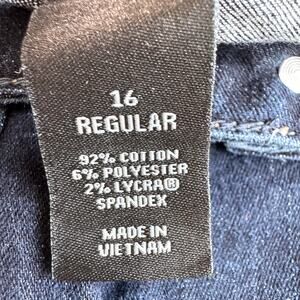 16
REGULAR
92% COTTON
6% POLYESTER
2% LYCRA®
SPANDEX
MADE IN
VIETNAM